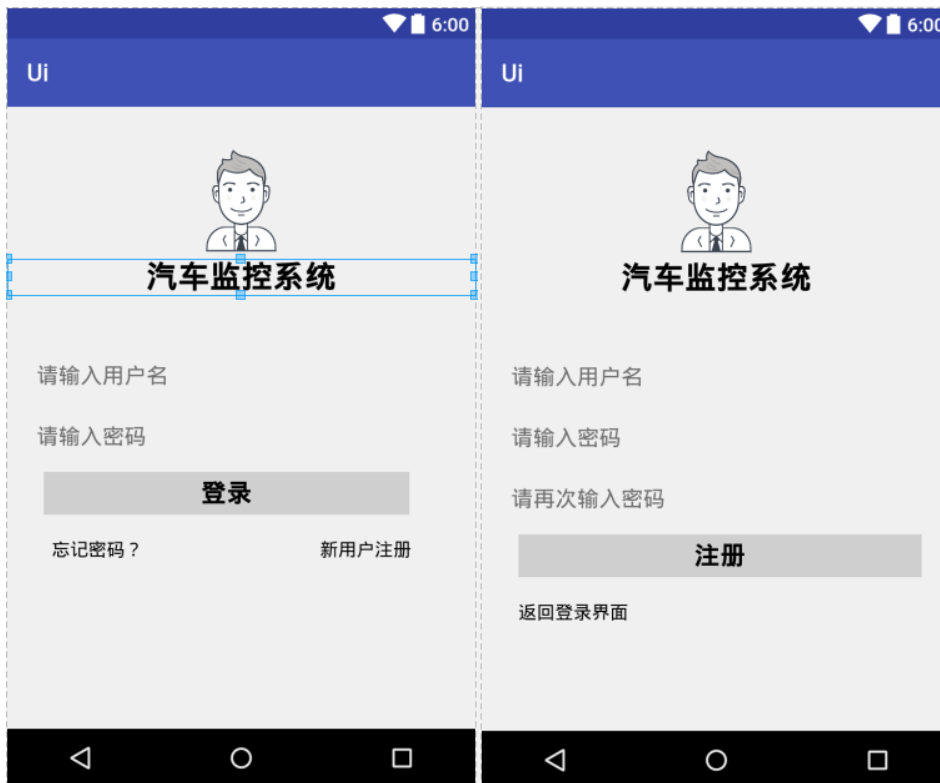 6:00
Ui
汽车监控系统
请输入用户名
请输入密码
登录
忘记密码？ 新用户注册
6:00
Ui
汽车监控系统
请输入用户名
请输入密码
请再次输入密码
注册
返回登录界面